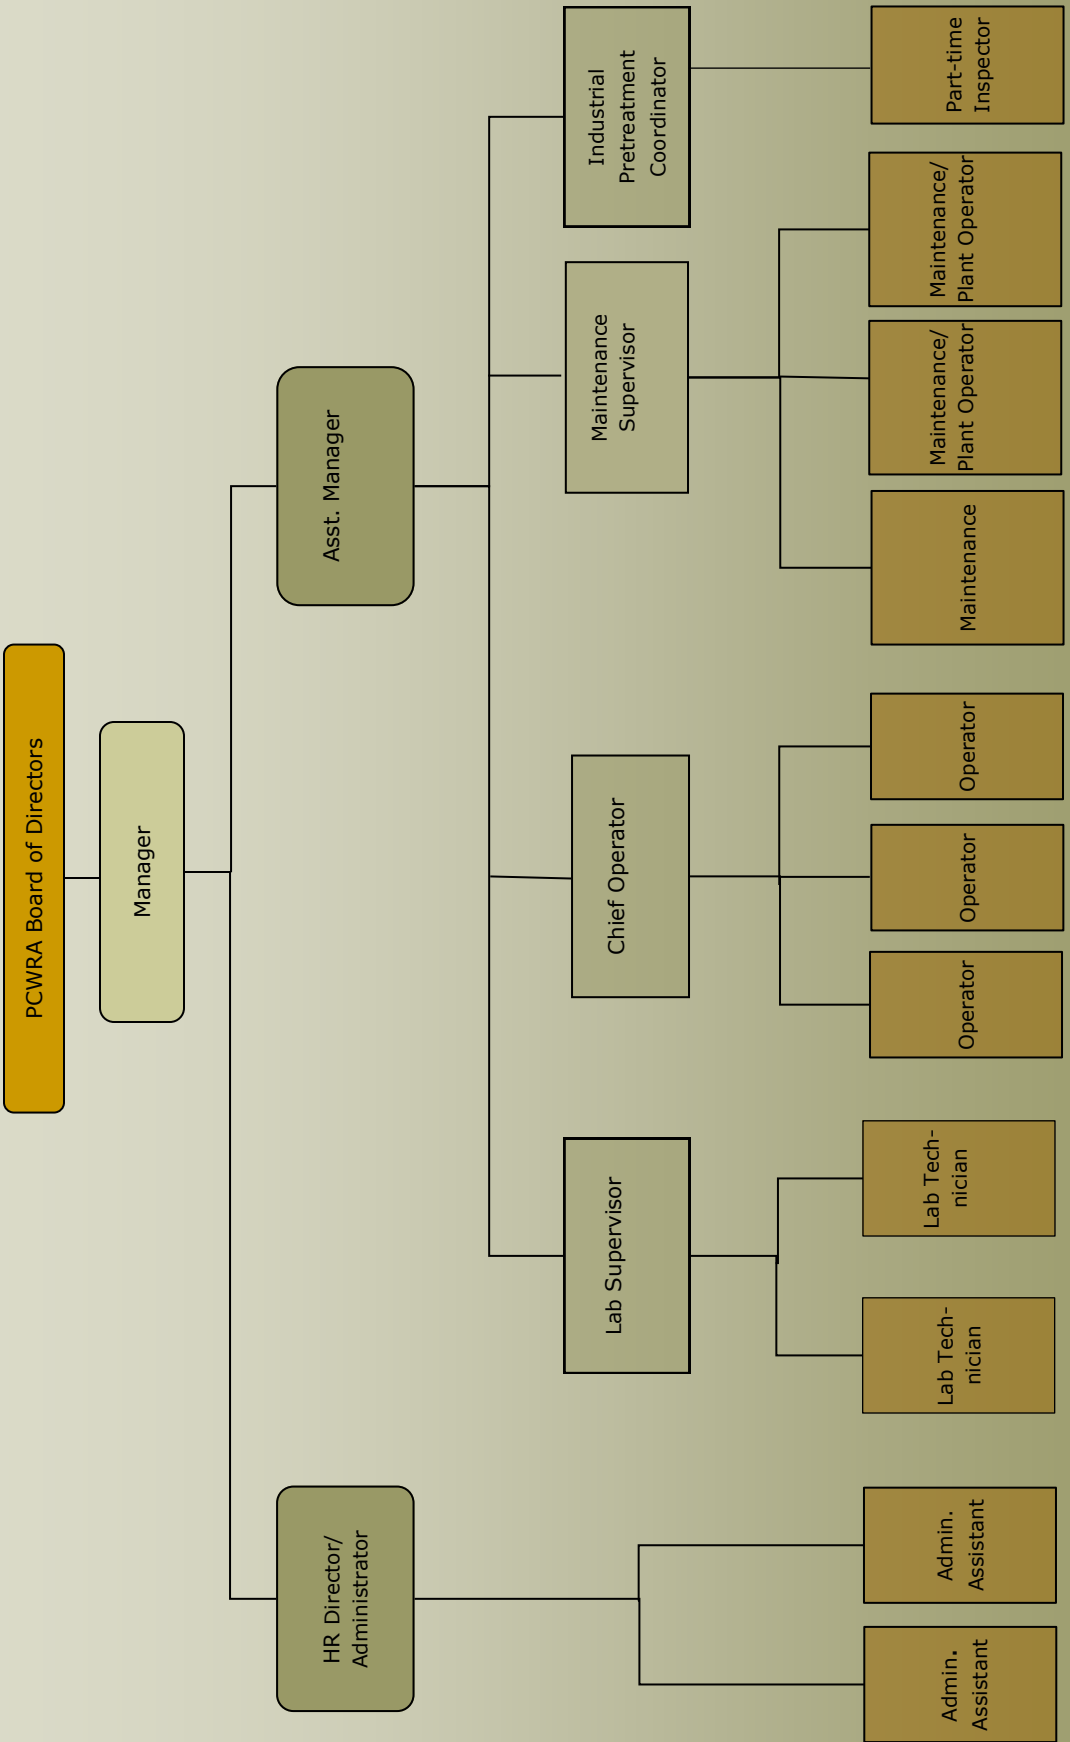 PCWRA Board of Directors
Manager
HR Director/
Administrator
Asst. Manager
Lab Supervisor
Chief Operator
Maintenance
Supervisor
Industrial
Pretreatment
Coordinator
Admin.
Assistant
Admin.
Assistant
Lab Tech-
nician
Lab Tech-
nician
Operator
Operator
Operator
Maintenance
Maintenance/
Plant Operator
Maintenance/
Plant Operator
Part-time
Inspector